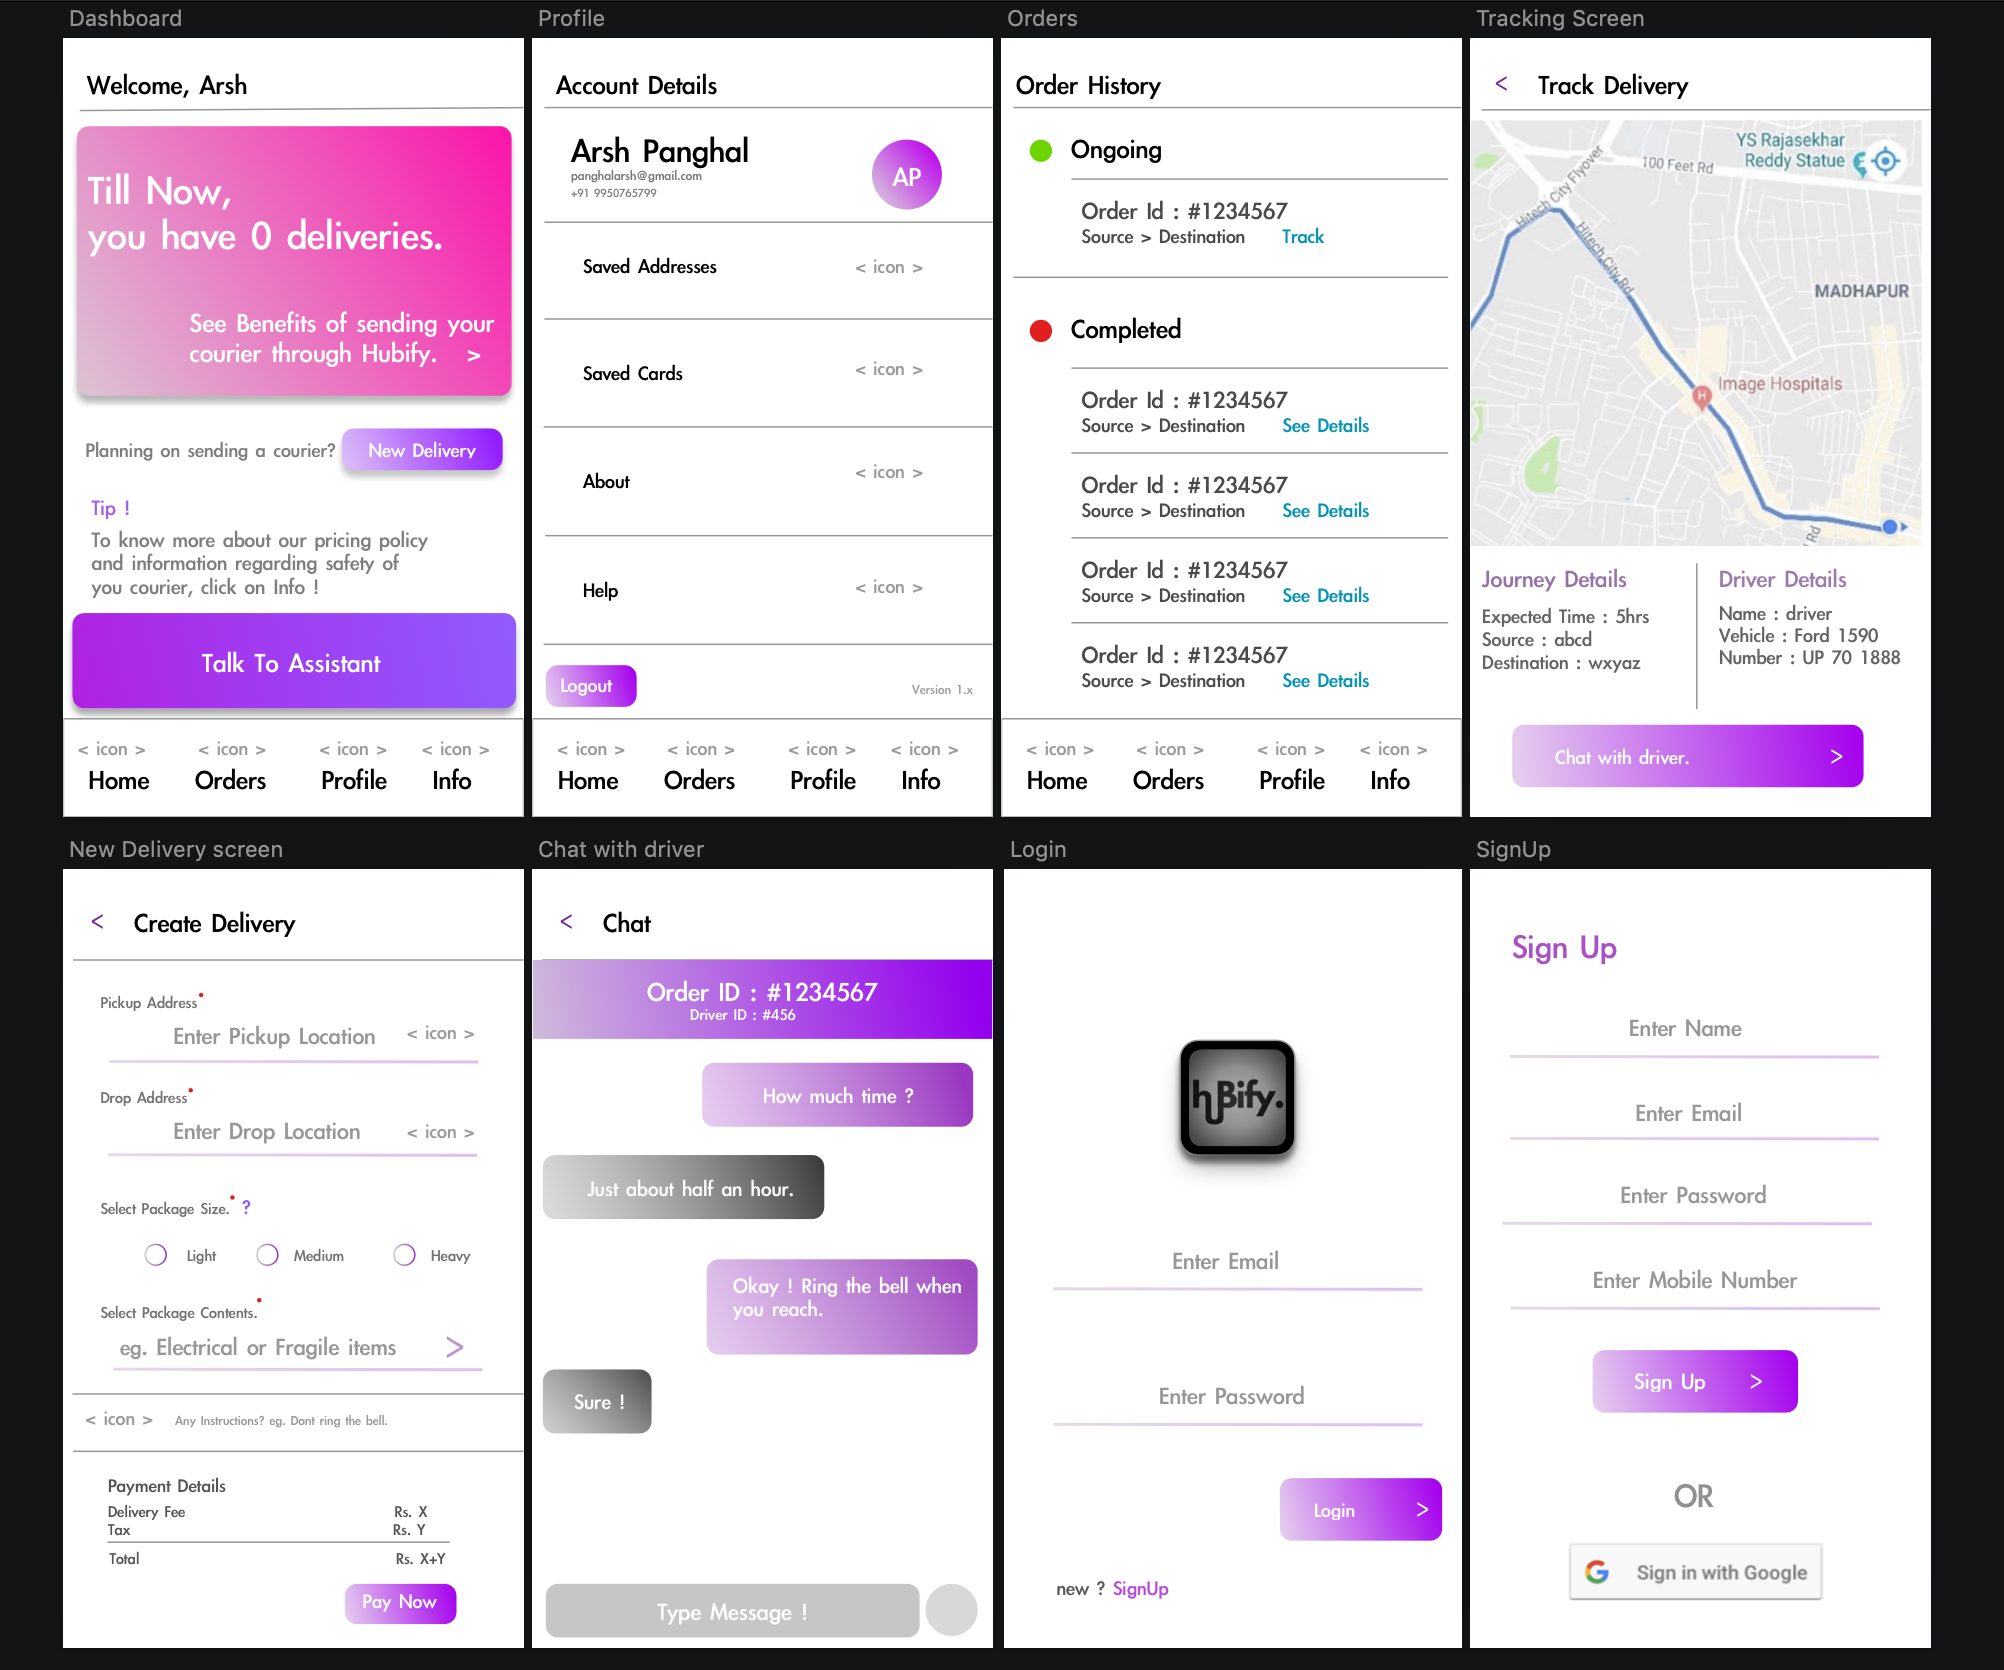 Dashboard
Welcome, Arsh
Till Now,
you have 0 deliveries.
See Benefits of sending your
courier through Hubify. >
Planning on sending a courier? New Delivery
Tip !
To know more about our pricing policy
and information regarding safety of
you courier, click on Info !
Talk To Assistant
< icon > < icon > < icon > < icon >
Home Orders Profile Info
Profile
Account Details
Arsh Panghal
panghalarsh@gmail.com
+91 9950765799
AP
Saved Addresses < icon >
Saved Cards < icon >
About < icon >
Help < icon >
Logout Version 1.x
< icon > < icon > < icon > < icon >
Home Orders Profile Info
Orders
Order History
Ongoing
Order Id : #1234567
Source > Destination Track
Completed
Order Id : #1234567
Source > Destination See Details
Order Id : #1234567
Source > Destination See Details
Order Id : #1234567
Source > Destination See Details
Order Id : #1234567
Source > Destination See Details
< icon > < icon > < icon > < icon >
Home Orders Profile Info
Tracking Screen
< Track Delivery
YS Rajasekhar
Reddy Statue
100 Feet Rd
Hitech City Flyover
Hitech City Rd
MADHAPUR
H
Image Hospitals
Rd
Journey Details
Expected Time : 5hrs
Source : abcd
Destination : wxyaz
Driver Details
Name : driver
Vehicle : Ford 1590
Number : UP 70 1888
Chat with driver. >
New Delivery screen
< Create Delivery
Pickup Address
Enter Pickup Location < icon >
Drop Address
Enter Drop Location < icon >
Select Package Size. ?
Light Medium Heavy
Select Package Contents.
eg. Electrical or Fragile items >
< icon > Any Instructions? eg. Dont ring the bell.
Payment Details
Delivery Fee Rs. X
Tax Rs. Y
Total Rs. X+Y
Pay Now
Chat with driver
< Chat
Order ID : #1234567
Driver ID : #456
How much time ?
Just about half an hour.
Okay ! Ring the bell when
you reach.
Sure !
Type Message !
Login
huBify.
Enter Email
Enter Password
Login >
new ? SignUp
SignUp
Sign Up
Enter Name
Enter Email
Enter Password
Enter Mobile Number
Sign Up >
OR
G Sign in with Google